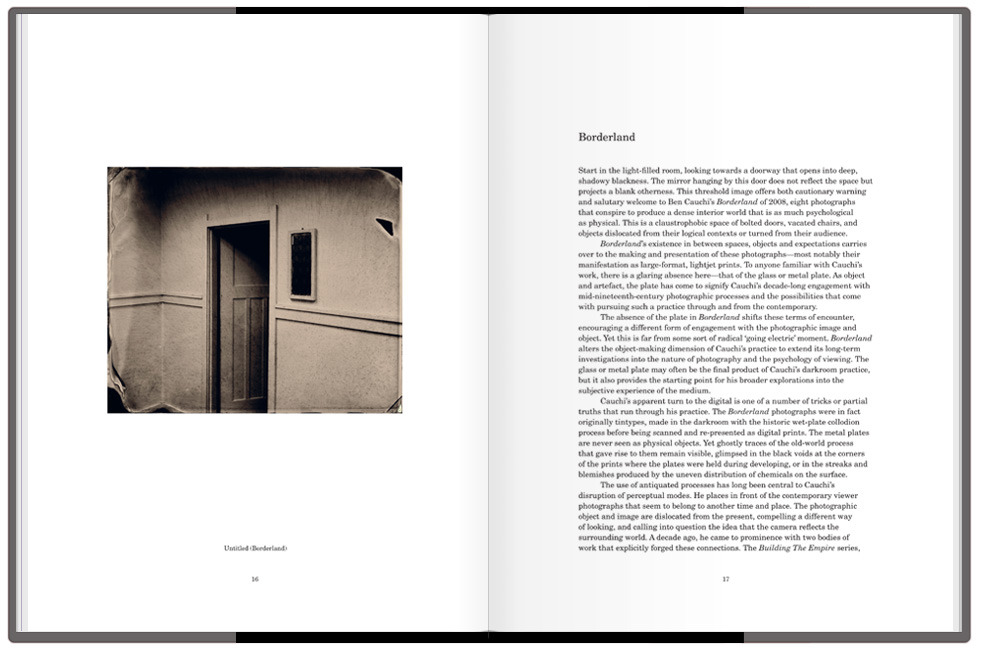 Untitled (Borderland)
16
Borderland
Start in the light-filled room, looking towards a doorway that opens into deep,
shadowy blackness. The mirror hanging by this door does not reflect the space but
projects a blank otherness. This threshold image offers both cautionary warning
and salutary welcome to Ben Cauchi's Borderland of 2008, eight photographs
that conspire to produce a dense interior world that is as much psychological
as physical. This is a claustrophobic space of bolted doors, vacated chairs, and
objects dislocated from their logical contexts or turned from their audience.
Borderland's existence in between spaces, objects and expectations carries
over to the making and presentation of these photographs—most notably their
manifestation as large-format, lightjet prints. To anyone familiar with Cauchi's
work, there is a glaring absence here—that of the glass or metal plate. As object
and artefact, the plate has come to signify Cauchi's decade-long engagement with
mid-nineteenth-century photographic processes and the possibilities that come
with pursuing such a practice through and from the contemporary.
The absence of the plate in Borderland shifts these terms of encounter,
encouraging a different form of engagement with the photographic image and
object. Yet this is far from some sort of radical 'going electric' moment. Borderland
alters the object-making dimension of Cauchi's practice to extend its long-term
investigations into the nature of photography and the psychology of viewing. The
glass or metal plate may often be the final product of Cauchi's darkroom practice,
but it also provides the starting point for his broader explorations into the
subjective experience of the medium.
Cauchi's apparent turn to the digital is one of a number of tricks or partial
truths that run through his practice. The Borderland photographs were in fact
originally tintypes, made in the darkroom with the historic wet-plate collodion
process before being scanned and re-presented as digital prints. The metal plates
are never seen as physical objects. Yet ghostly traces of the old-world process
that gave rise to them remain visible, glimpsed in the black voids at the corners
of the prints where the plates were held during developing, or in the streaks and
blemishes produced by the uneven distribution of chemicals on the surface.
The use of antiquated processes has long been central to Cauchi's
disruption of perceptual modes. He places in front of the contemporary viewer
photographs that seem to belong to another time and place. The photographic
object and image are dislocated from the present, compelling a different way
of looking, and calling into question the idea that the camera reflects the
surrounding world. A decade ago, he came to prominence with two bodies of
work that explicitly forged these connections. The Building The Empire series,
17